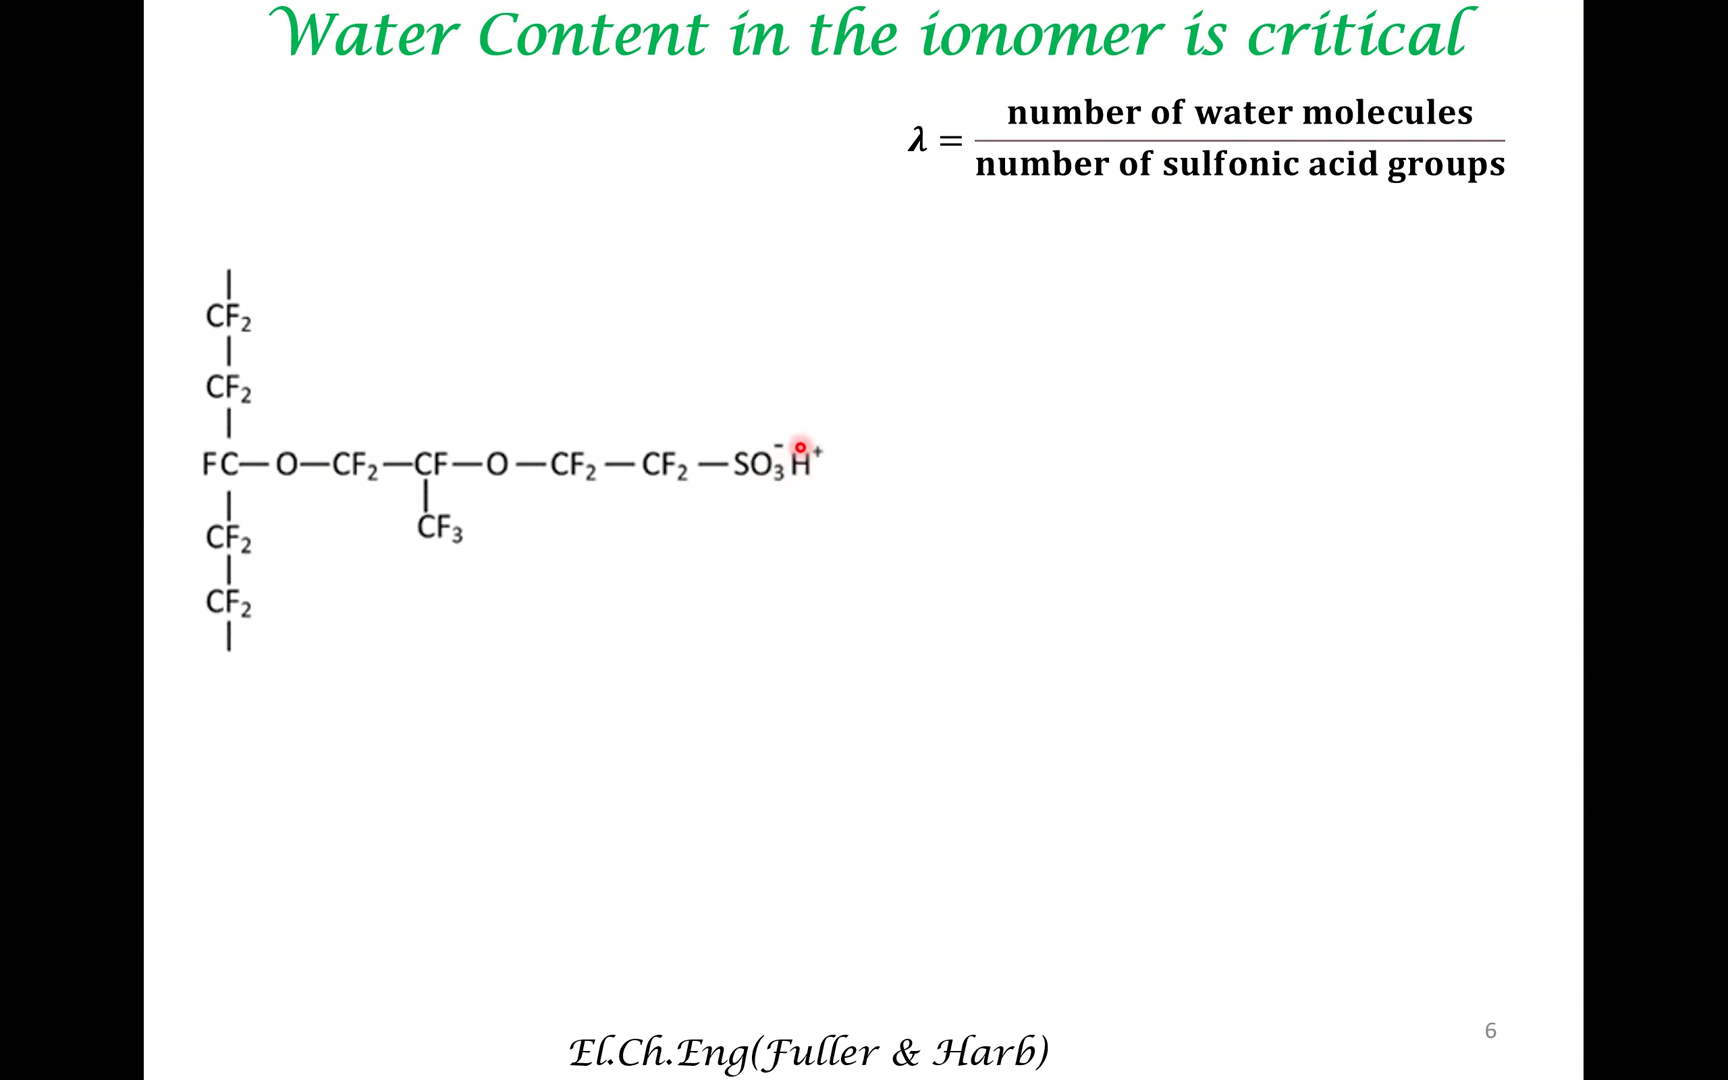 Water Content in the ionomer is critical
λ = number of water molecules / number of sulfonic acid groups
|
CF₂
|
CF₂
|
FC—O—CF₂—CF—O—CF₂—CF₂—SO₃⁻H⁺
| |
CF₂ CF₃
|
CF₂
|
El.Ch.Eng(Fuller & Harb)
6